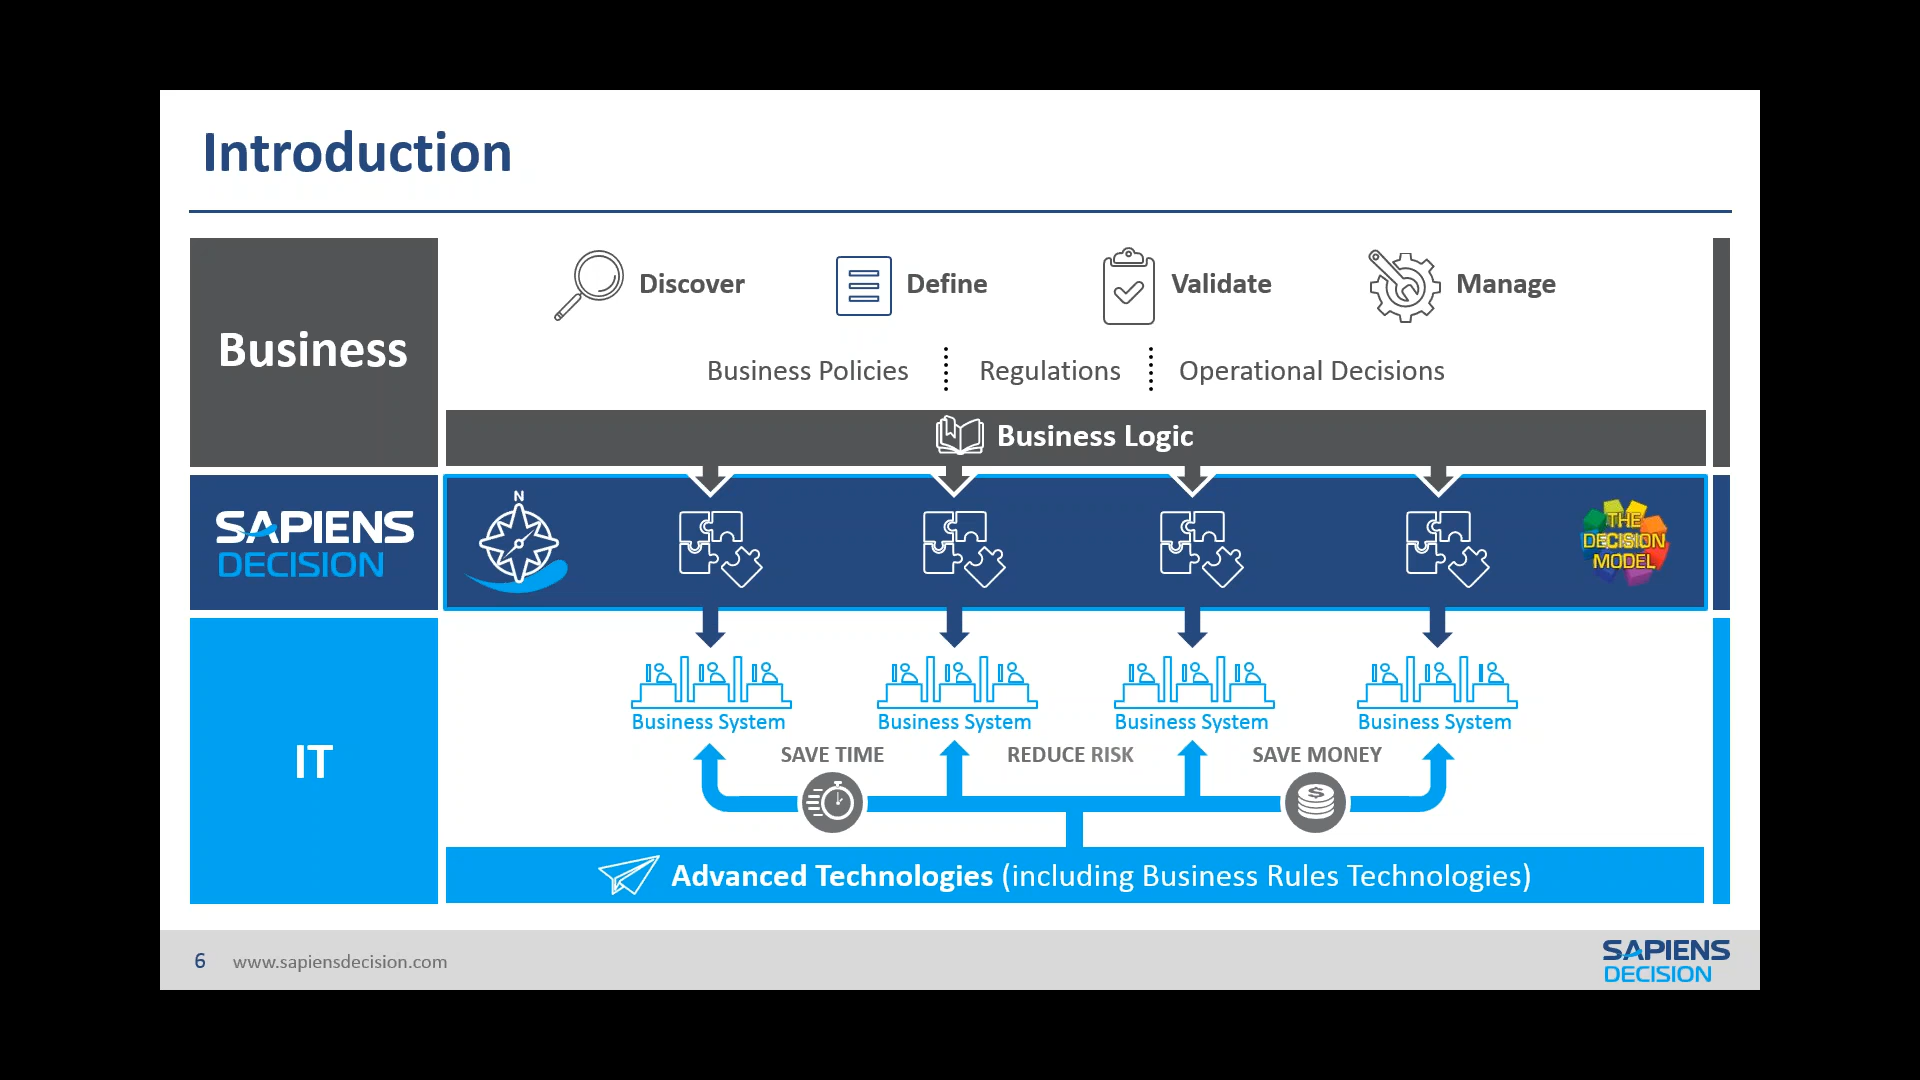 Introduction
Business
Discover
Define
Validate
Manage
Business Policies
Regulations
Operational Decisions
Business Logic
SAPIENS
DECISION
N
THE
DECISION
MODEL
IT
Business System
Business System
Business System
Business System
SAVE TIME
REDUCE RISK
SAVE MONEY
$
Advanced Technologies (including Business Rules Technologies)
6
www.sapiensdecision.com
SAPIENS
DECISION